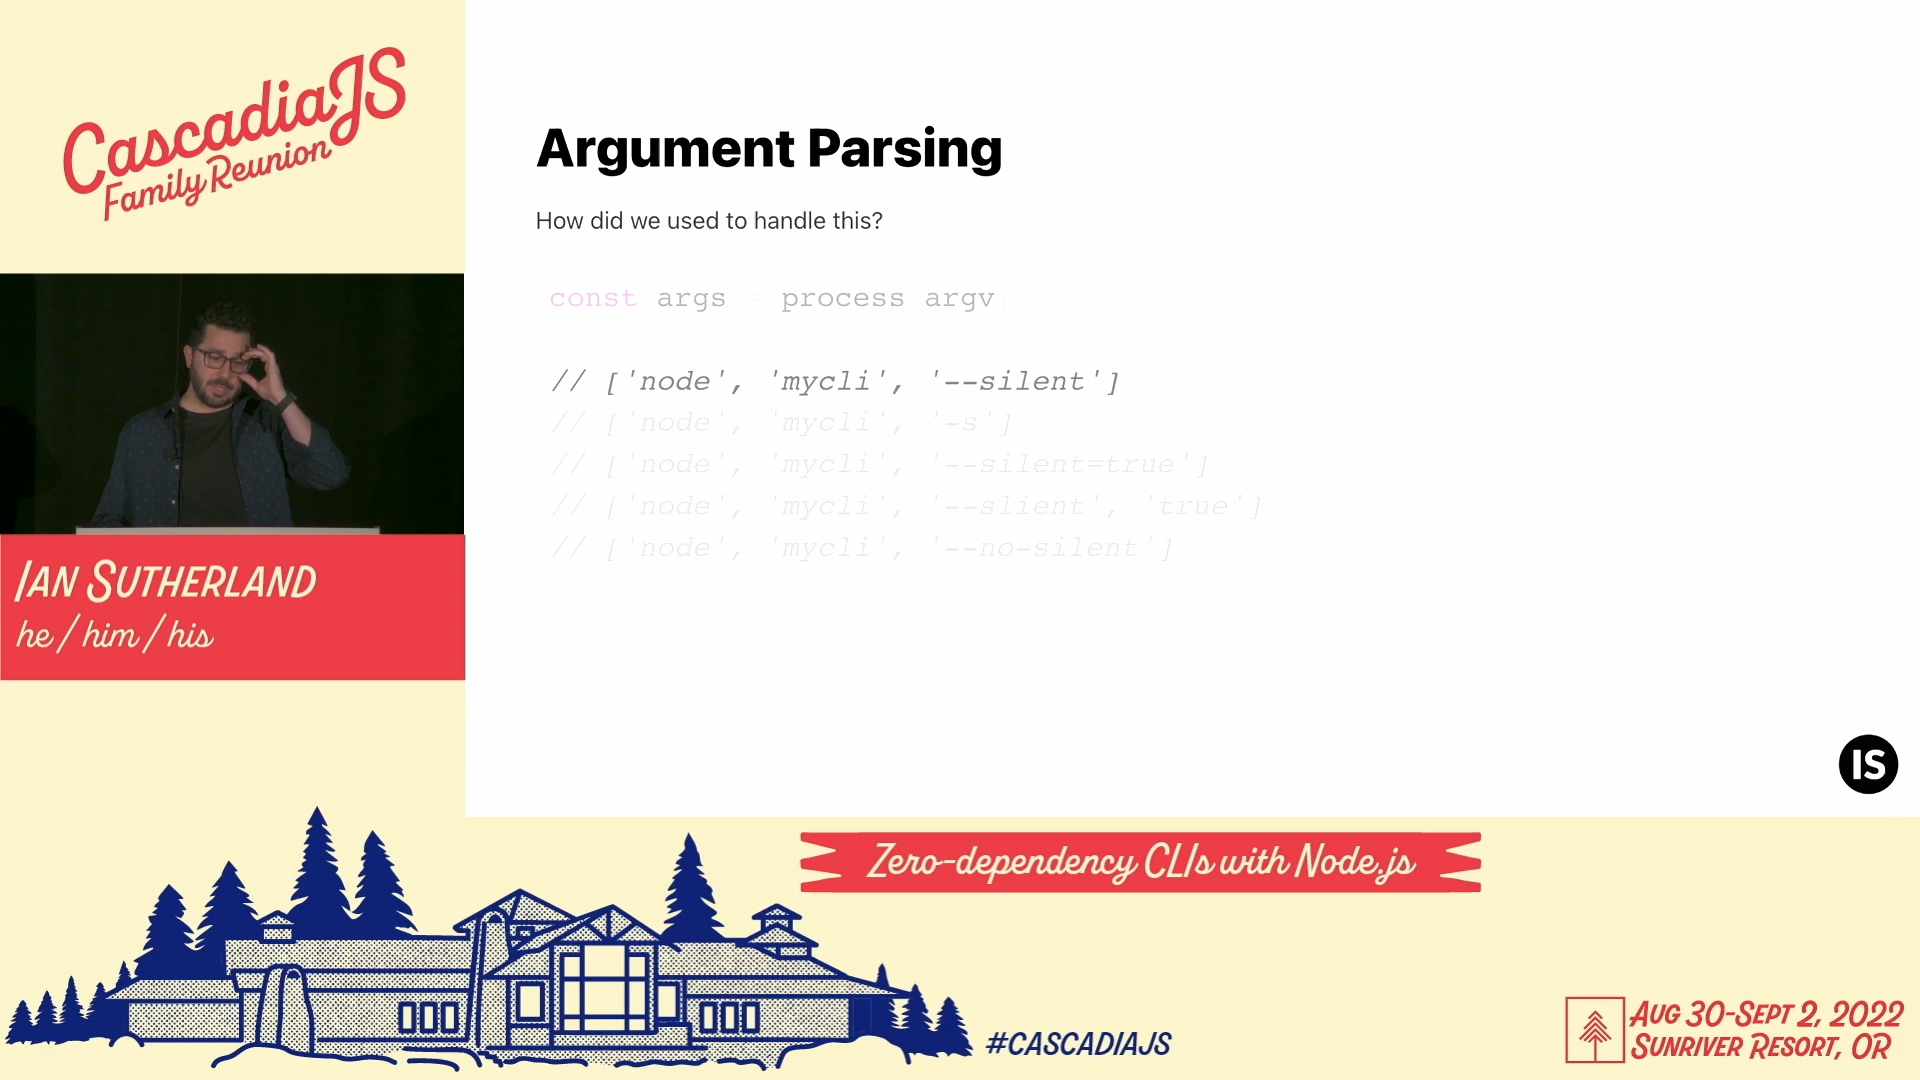 CascadiaJS
Family Reunion
Argument Parsing
How did we used to handle this?
const args = process.argv;
// ['node', 'mycli', '--silent']
// ['node', 'mycli', '-s']
// ['node', 'mycli', '--silent=true']
// ['node', 'mycli', '--slient', 'true']
// ['node', 'mycli', '--no-silent']
IAN SUTHERLAND
he / him / his
IS
Zero-dependency CLIs with Node.js
#CASCADIAJS
AUG 30-SEPT 2, 2022
SUNRIVER RESORT, OR